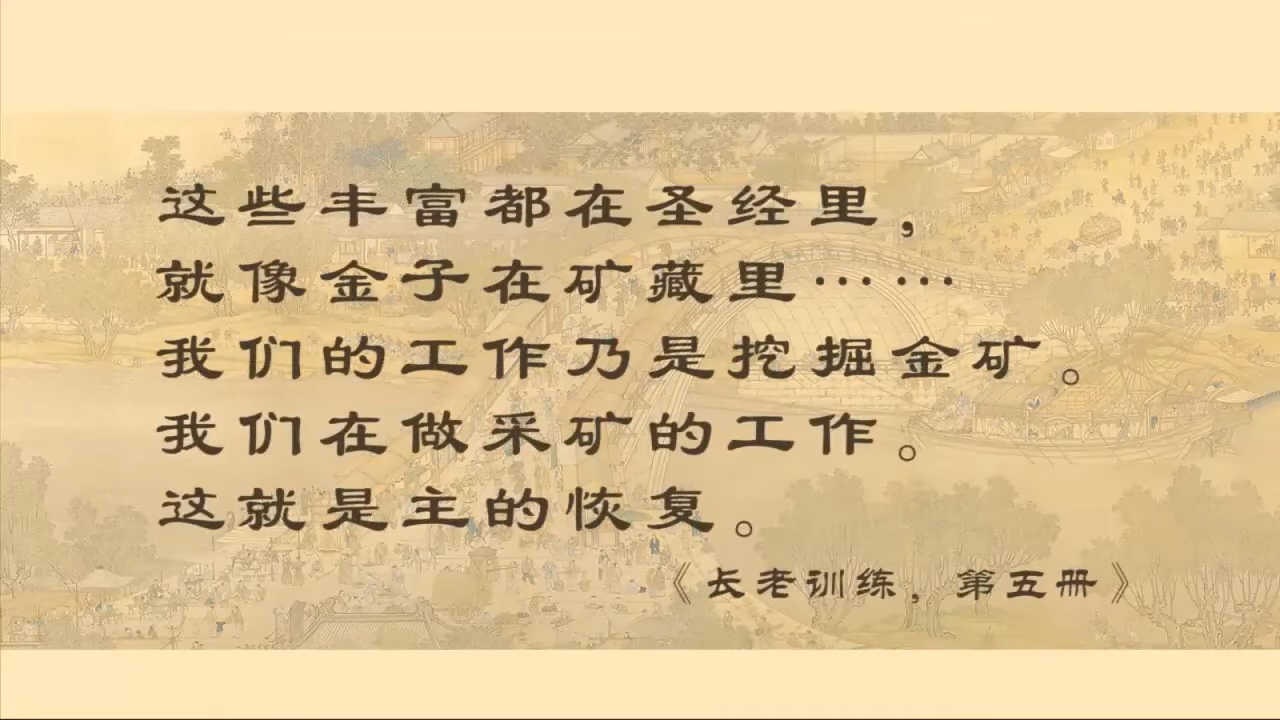 这些丰富都在圣经里，
就像金子在矿藏里……
我们的工作乃是挖掘金矿。
我们在做采矿的工作。
这就是主的恢复。
《长老训练，第五册》